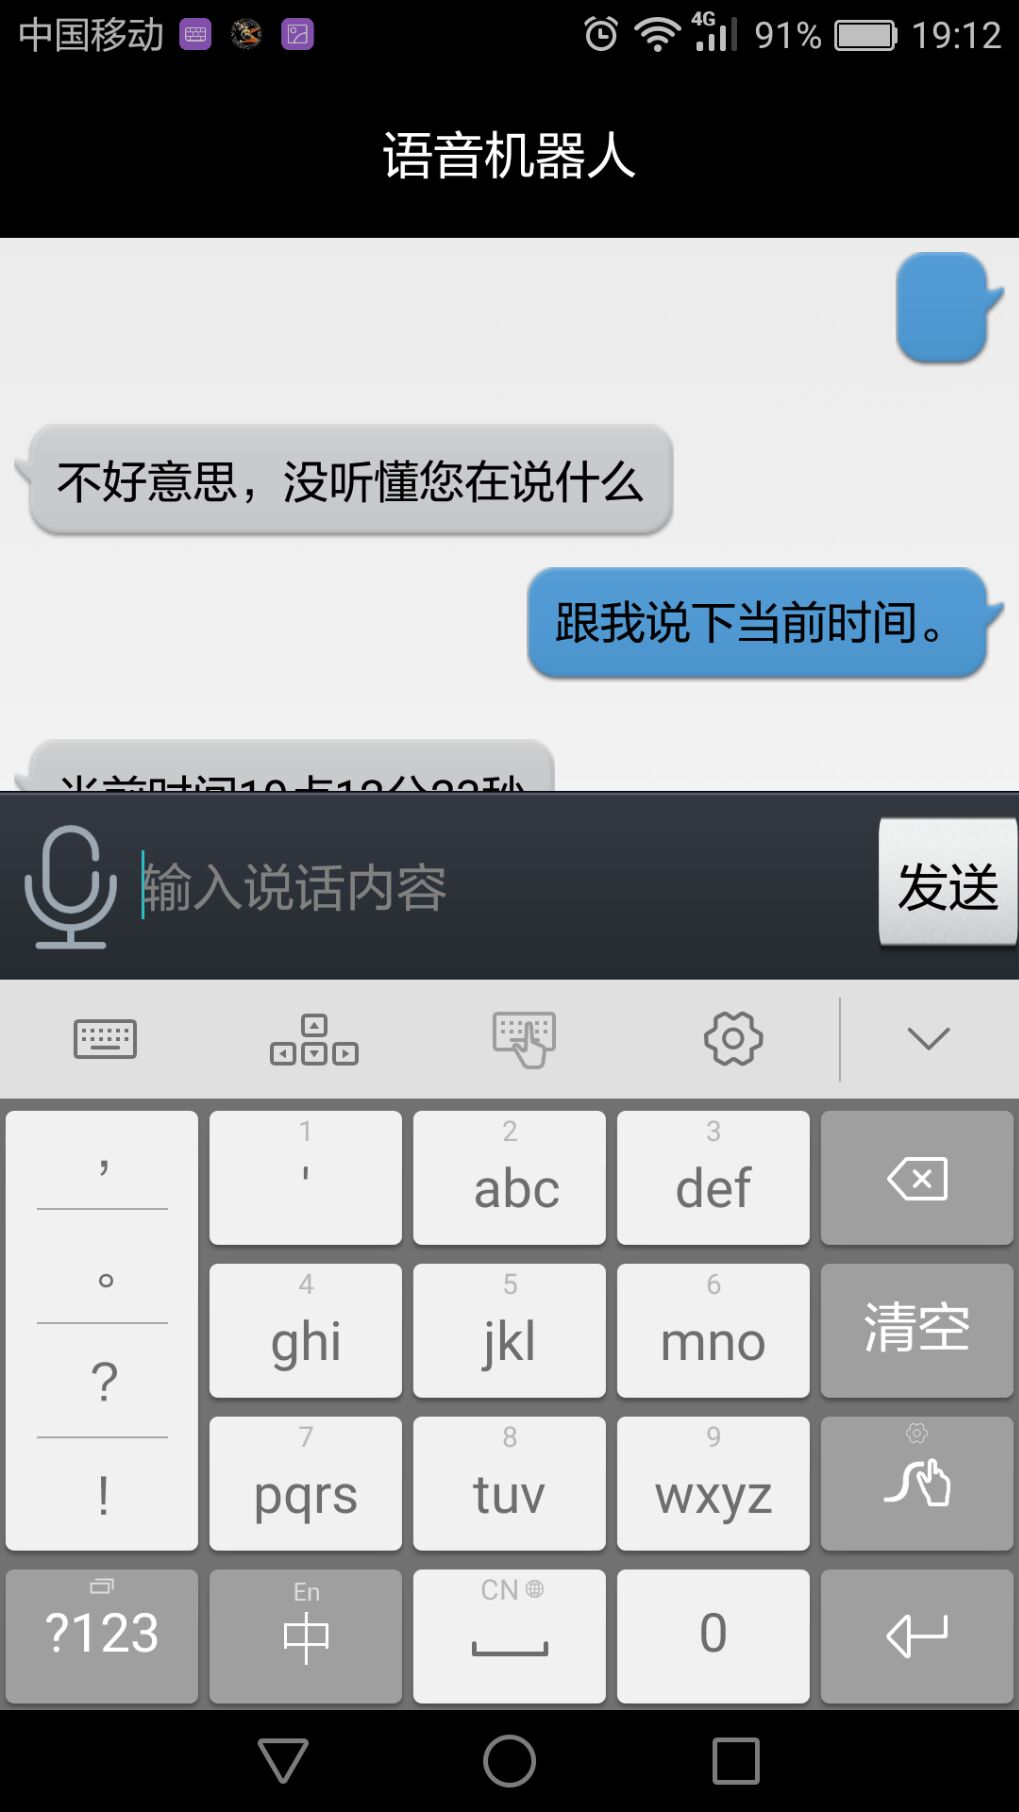 中国移动 4G 91% 19:12
语音机器人
不好意思，没听懂您在说什么
跟我说下当前时间。
输入说话内容
发送
，
。
?
!
1
'
2
abc
3
def
4
ghi
5
jkl
6
mno
清空
7
pqrs
8
tuv
9
wxyz
?123
En
中
CN
0